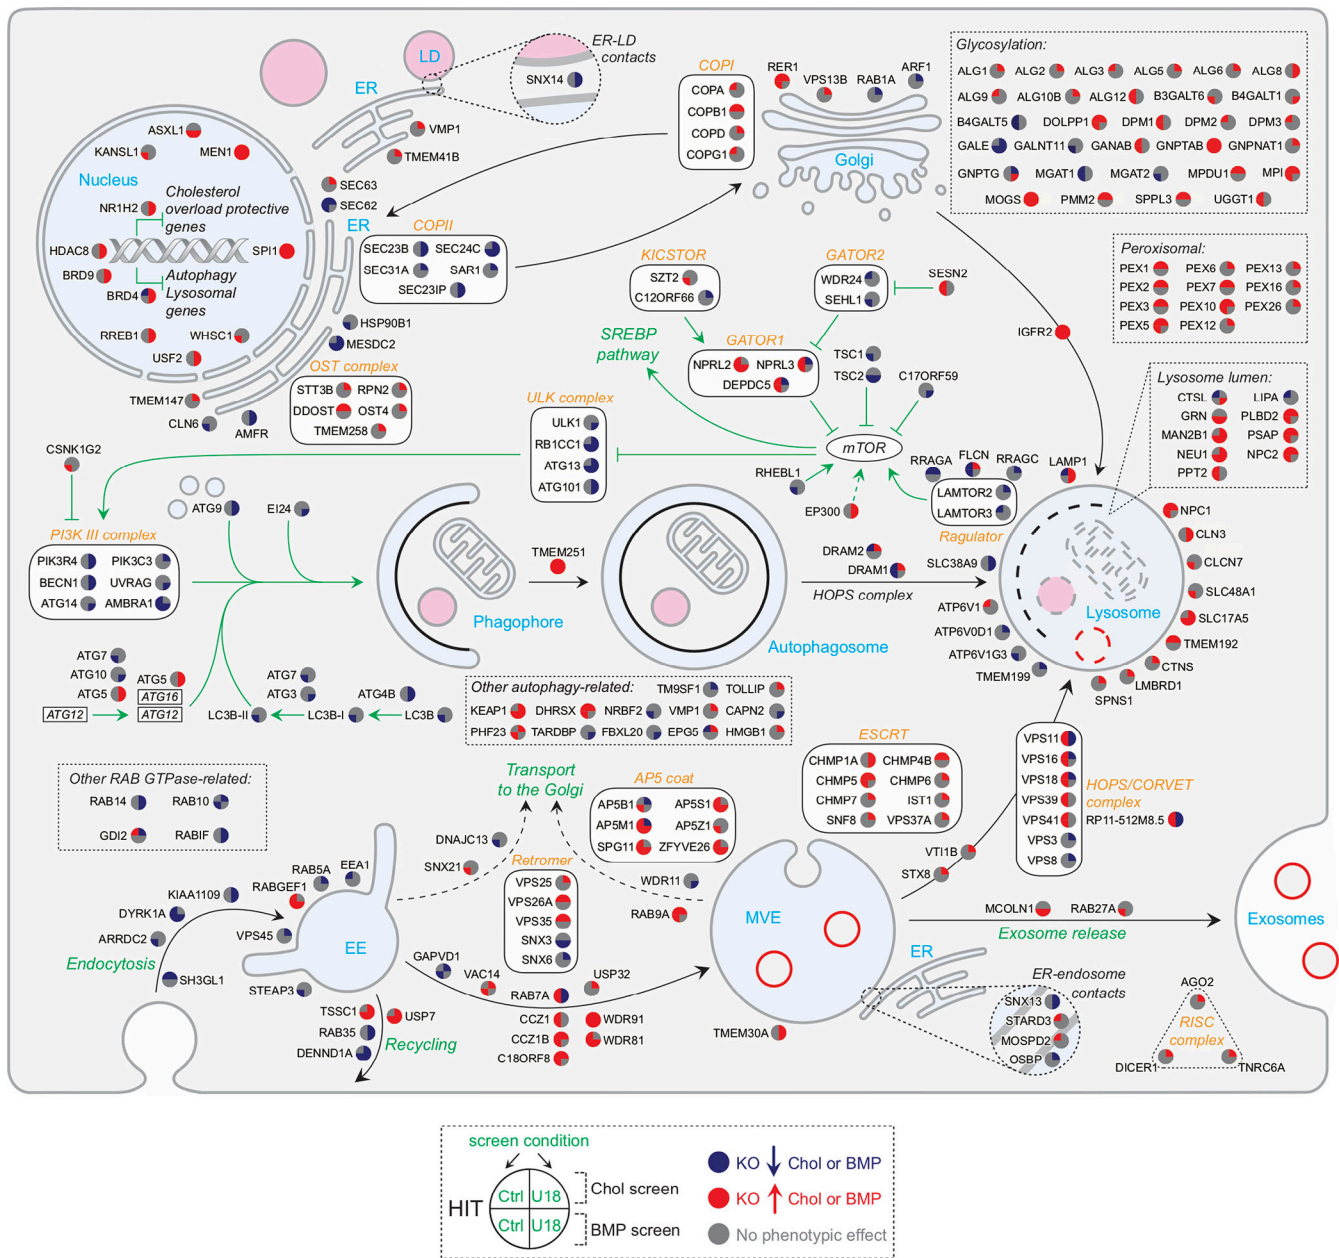 LD
ER-LD
contacts
SNX14
ER
VMP1
TMEM41B
ASXL1
KANSL1
MEN1
Nucleus
Cholesterol
overload protective
genes
NR1H2
HDAC8
SPI1
BRD9
Autophagy
Lysosomal
genes
BRD4
RREB1
WHSC1
USF2
SEC63
SEC62
ER
COPII
SEC23B SEC24C
SEC31A SAR1
SEC23IP
HSP90B1
MESDC2
OST complex
STT3B RPN2
DDOST OST4
TMEM258
TMEM147
CLN6
AMFR
COPI
COPA
COPB1
COPD
COPG1
RER1
VPS13B
RAB1A
ARF1
Golgi
Glycosylation:
ALG1 ALG2 ALG3 ALG5 ALG6 ALG8
ALG9 ALG10B ALG12 B3GALT6 B4GALT1
B4GALT5 DOLPP1 DPM1 DPM2 DPM3
GALE GALNT11 GANAB GNPTAB GNPNAT1
GNPTG MGAT1 MGAT2 MPDU1 MPI
MOGS PMM2 SPPL3 UGGT1
Peroxisomal:
PEX1 PEX6 PEX13
PEX2 PEX7 PEX16
PEX3 PEX10 PEX26
PEX5 PEX12
KICSTOR
SZT2
C12ORF66
GATOR2
WDR24
SEHL1
SESN2
IGFR2
SREBP
pathway
GATOR1
NPRL2 NPRL3
DEPDC5
TSC1
TSC2
C17ORF59
Lysosome lumen:
CTSL LIPA
GRN PLBD2
MAN2B1 PSAP
NEU1 NPC2
PPT2
ULK complex
ULK1
RB1CC1
ATG13
ATG101
mTOR
RHEBL1
EP300
RRAGA
FLCN
RRAGC
LAMTOR2
LAMTOR3
Ragulator
LAMP1
CSNK1G2
PI3K III complex
PIK3R4 PIK3C3
BECN1 UVRAG
ATG14 AMBRA1
ATG9
EI24
Phagophore
TMEM251
Autophagosome
DRAM2
DRAM1
HOPS complex
SLC38A9
ATP6V1
ATP6V0D1
ATP6V1G3
TMEM199
Lysosome
NPC1
CLN3
CLCN7
SLC48A1
SLC17A5
TMEM192
CTNS
LMBRD1
SPNS1
ATG7
ATG10
ATG5
ATG12
ATG5
ATG16
ATG12
ATG7
ATG3
ATG4B
LC3B-II
LC3B-I
LC3B
Other autophagy-related:
TM9SF1 TOLLIP
KEAP1 DHRSX NRBF2 VMP1 CAPN2
PHF23 TARDBP FBXL20 EPG5 HMGB1
Other RAB GTPase-related:
RAB14 RAB10
GDI2 RABIF
Transport
to the Golgi
AP5 coat
AP5B1 AP5S1
AP5M1 AP5Z1
SPG11 ZFYVE26
ESCRT
CHMP1A CHMP4B
CHMP5 CHMP6
CHMP7 IST1
SNF8 VPS37A
VPS11
VPS16
VPS18
VPS39
VPS41
VPS3
VPS8
HOPS/CORVET
complex
RP11-512M8.5
VTI1B
STX8
DNAJC13
SNX21
Retromer
VPS25
VPS26A
VPS35
SNX3
SNX6
WDR11
RAB9A
KIAA1109
DYRK1A
ARRDC2
Endocytosis
SH3GL1
RABGEF1
RAB5A
EEA1
VPS45
EE
STEAP3
TSSC1
USP7
RAB35
DENND1A
Recycling
GAPVD1
VAC14
USP32
RAB7A
CCZ1
CCZ1B
C18ORF8
WDR91
WDR81
MVE
TMEM30A
MCOLN1
RAB27A
Exosome release
Exosomes
ER
ER-endosome
contacts
SNX13
STARD3
MOSPD2
OSBP
AGO2
RISC
complex
DICER1
TNRC6A
screen condition
HIT
Ctrl U18
Ctrl U18
Chol screen
BMP screen
KO Chol or BMP
KO Chol or BMP
No phenotypic effect